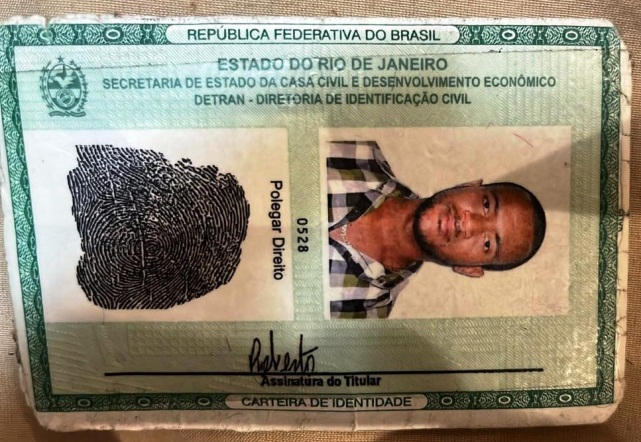 REPÚBLICA FEDERATIVA DO BRASIL
ESTADO DO RIO DE JANEIRO
SECRETARIA DE ESTADO DA CASA CIVIL E DESENVOLVIMENTO ECONÔMICO
DETRAN - DIRETORIA DE IDENTIFICAÇÃO CIVIL
Polegar Direito
0528
Assinatura do Titular
CARTEIRA DE IDENTIDADE